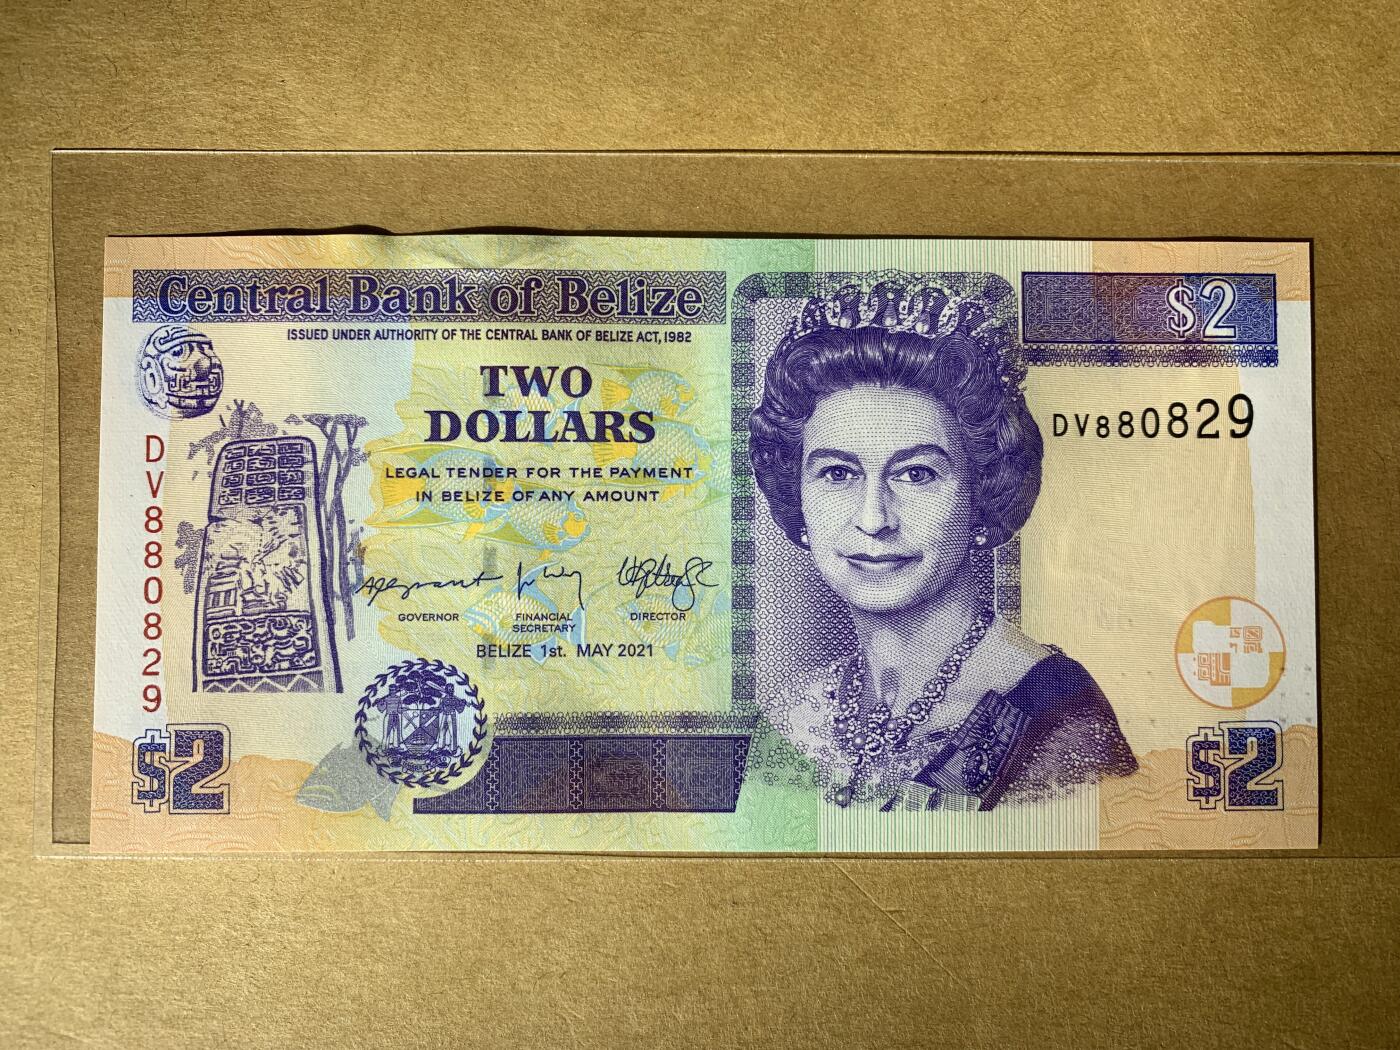 Central Bank of Belize
$2
ISSUED UNDER AUTHORITY OF THE CENTRAL BANK OF BELIZE ACT, 1982
TWO
DOLLARS
DV880829
LEGAL TENDER FOR THE PAYMENT
IN BELIZE OF ANY AMOUNT
DV880829
GOVERNOR
FINANCIAL
SECRETARY
DIRECTOR
BELIZE 1st. MAY 2021
$2
$2